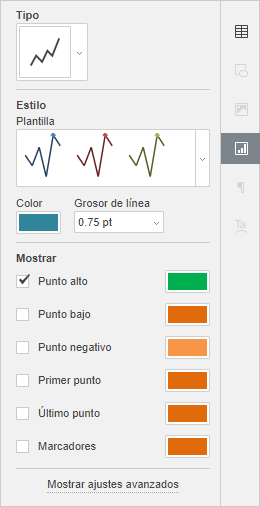 Tipo
Estilo
Plantilla
Color Grosor de línea
0.75 pt
Mostrar
Punto alto
Punto bajo
Punto negativo
Primer punto
Último punto
Marcadores
Mostrar ajustes avanzados
¶
Ta